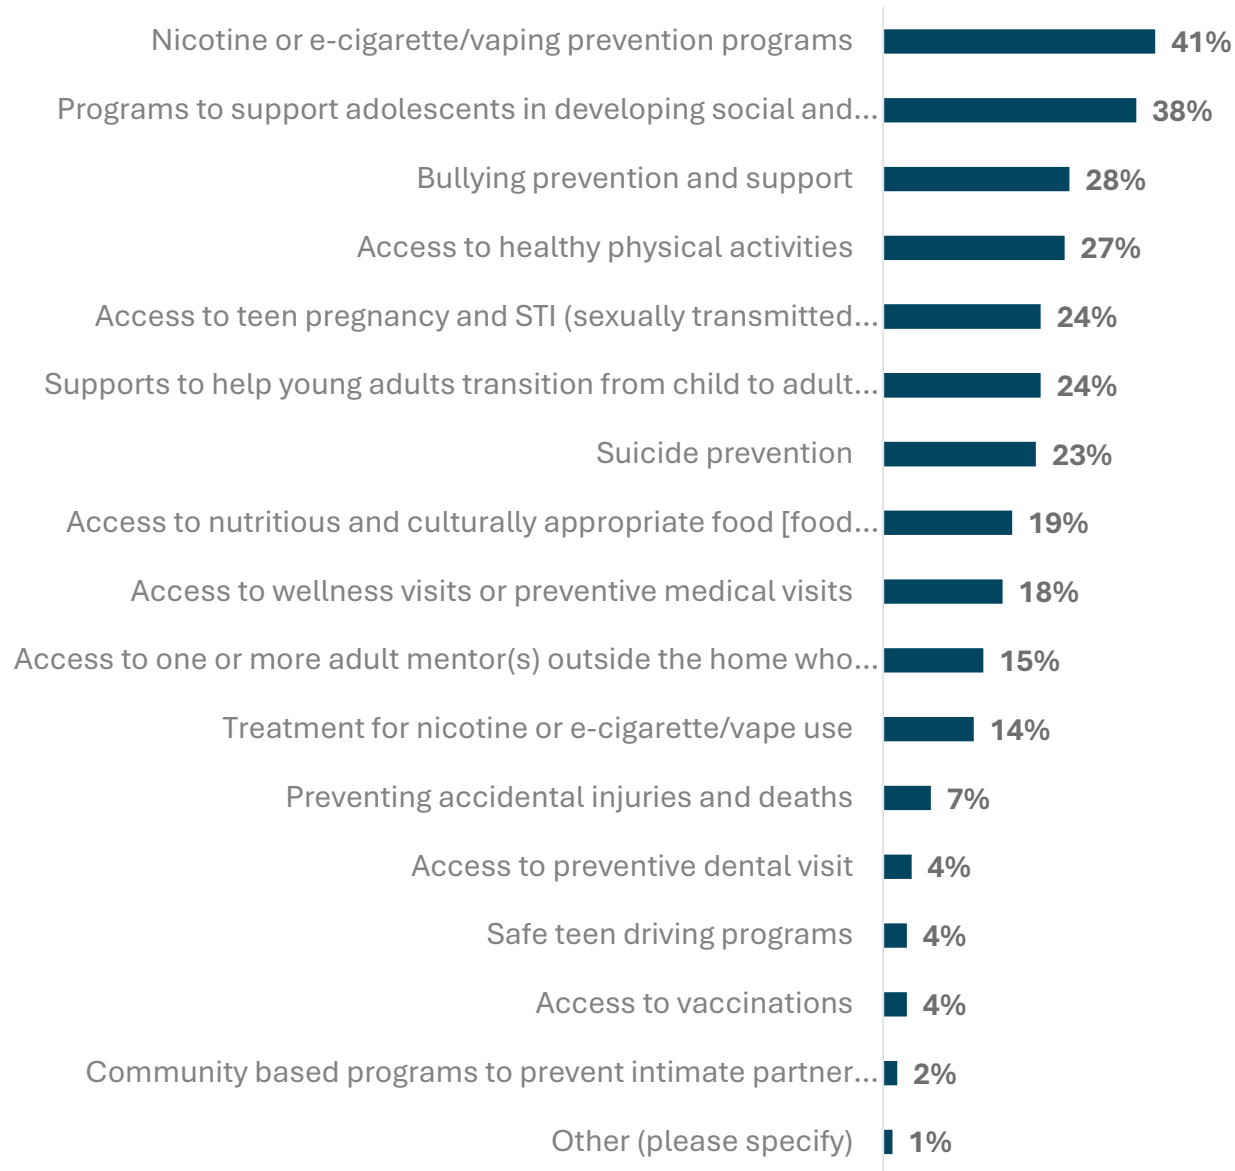 Nicotine or e-cigarette/vaping prevention programs 41%
Programs to support adolescents in developing social and... 38%
Bullying prevention and support 28%
Access to healthy physical activities 27%
Access to teen pregnancy and STI (sexually transmitted... 24%
Supports to help young adults transition from child to adult... 24%
Suicide prevention 23%
Access to nutritious and culturally appropriate food [food... 19%
Access to wellness visits or preventive medical visits 18%
Access to one or more adult mentor(s) outside the home who... 15%
Treatment for nicotine or e-cigarette/vape use 14%
Preventing accidental injuries and deaths 7%
Access to preventive dental visit 4%
Safe teen driving programs 4%
Access to vaccinations 4%
Community based programs to prevent intimate partner... 2%
Other (please specify) 1%